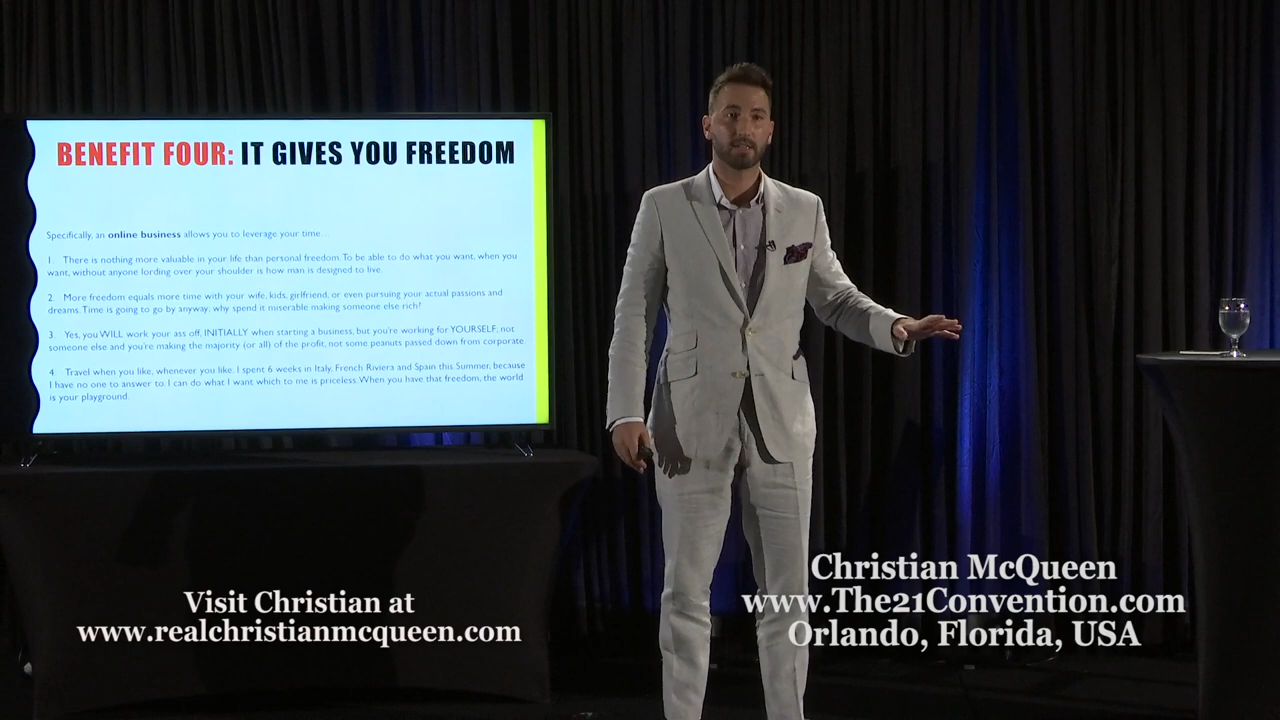 BENEFIT FOUR: IT GIVES YOU FREEDOM
Specifically, an online business allows you to leverage your time…
1. There is nothing more valuable in your life than personal freedom. To be able to do what you want, when you
want, without anyone lording over your shoulder is how man is designed to live.
2. More freedom equals more time with your wife, kids, girlfriend, or even pursuing your actual passions and
dreams. Time is going to go by anyway; why spend it miserable making someone else rich?
3. Yes, you WILL work your ass off, INITIALLY when starting a business, but you're working for YOURSELF, not
someone else and you're making the majority (or all) of the profit, not some peanuts passed down from corporate.
4. Travel when you like, whenever you like. I spent 6 weeks in Italy, French Riviera and Spain this Summer, because
I have no one to answer to. I can do what I want which to me is priceless. When you have that freedom, the world
is your playground.
Visit Christian at
www.realchristianmcqueen.com
Christian McQueen
www.The21Convention.com
Orlando, Florida, USA